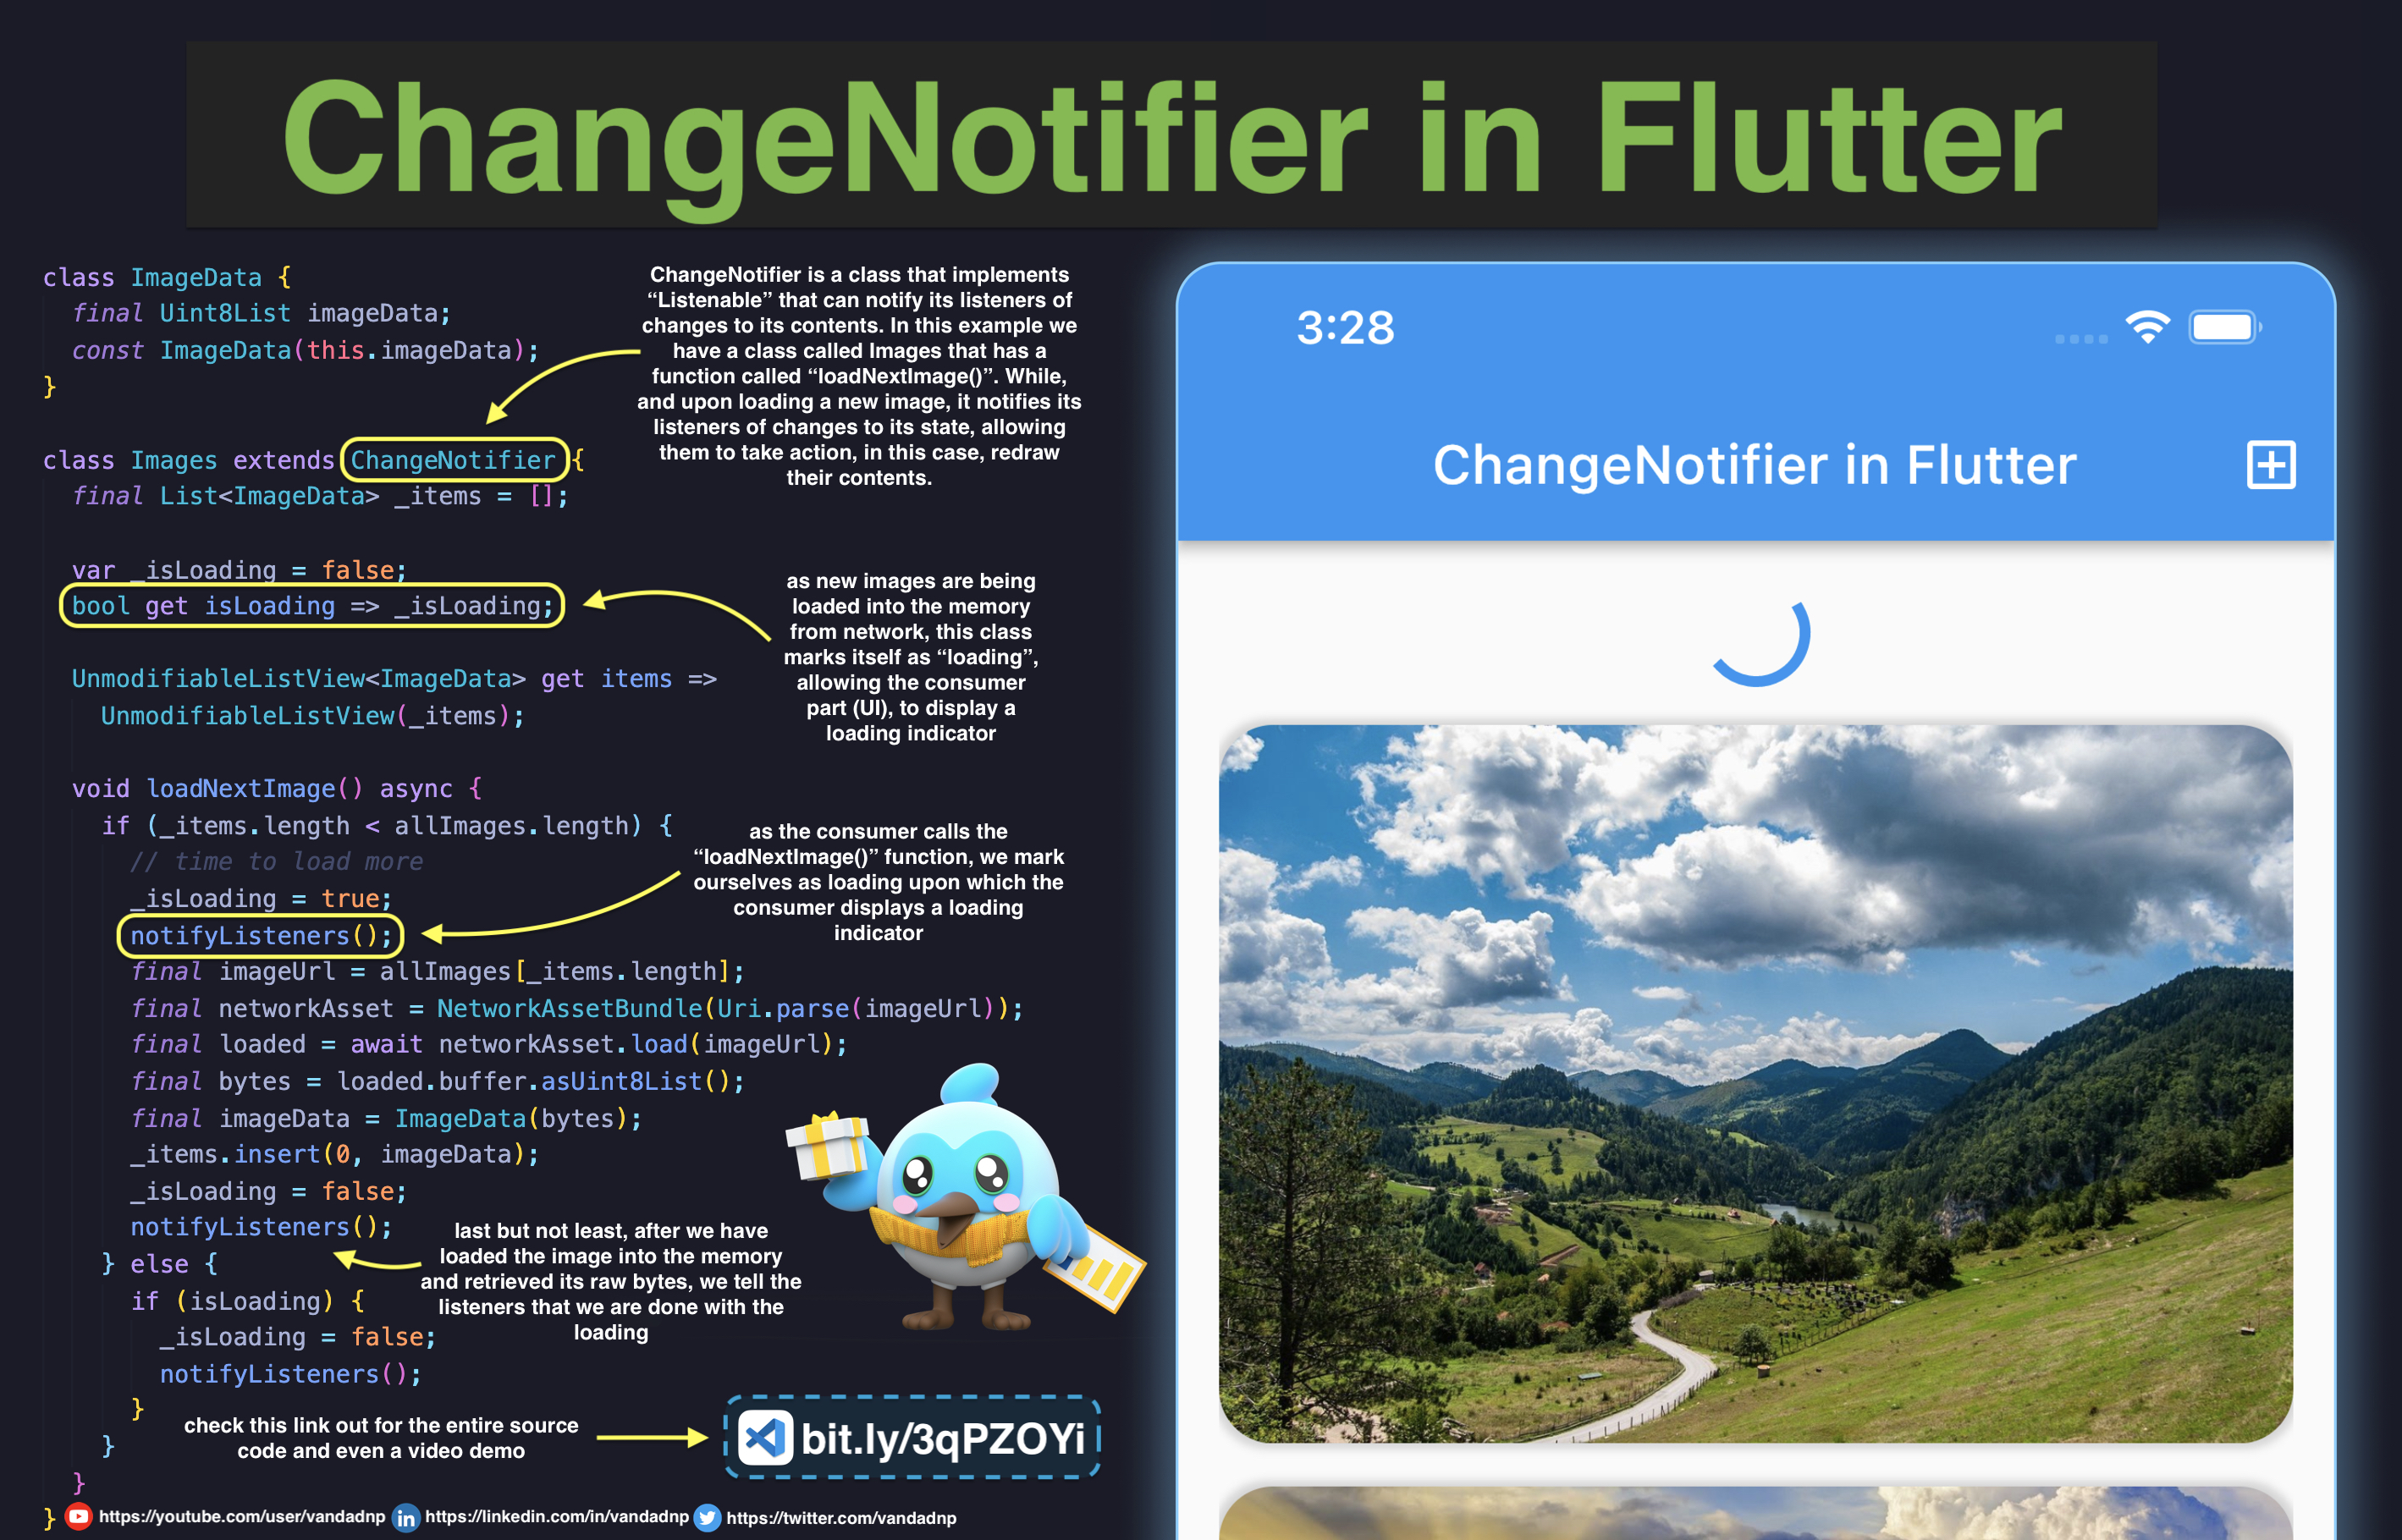 ChangeNotifier in Flutter
class ImageData {
final Uint8List imageData;
const ImageData(this.imageData);
}
class Images extends ChangeNotifier {
final List<ImageData> _items = [];
var _isLoading = false;
bool get isLoading => _isLoading;
UnmodifiableListView<ImageData> get items =>
UnmodifiableListView(_items);
void loadNextImage() async {
if (_items.length < allImages.length) {
// time to load more
_isLoading = true;
notifyListeners();
final imageUrl = allImages[_items.length];
final networkAsset = NetworkAssetBundle(Uri.parse(imageUrl));
final loaded = await networkAsset.load(imageUrl);
final bytes = loaded.buffer.asUint8List();
final imageData = ImageData(bytes);
_items.insert(0, imageData);
_isLoading = false;
notifyListeners();
} else {
if (isLoading) {
_isLoading = false;
notifyListeners();
}
}
}
}
ChangeNotifier is a class that implements
“Listenable” that can notify its listeners of
changes to its contents. In this example we
have a class called Images that has a
function called “loadNextImage()”. While,
and upon loading a new image, it notifies its
listeners of changes to its state, allowing
them to take action, in this case, redraw
their contents.
as new images are being
loaded into the memory
from network, this class
marks itself as “loading”,
allowing the consumer
part (UI), to display a
loading indicator
as the consumer calls the
“loadNextImage()” function, we mark
ourselves as loading upon which the
consumer displays a loading
indicator
last but not least, after we have
loaded the image into the memory
and retrieved its raw bytes, we tell the
listeners that we are done with the
loading
check this link out for the entire source
code and even a video demo
bit.ly/3qPZOYi
https://youtube.com/user/vandadnp
https://linkedin.com/in/vandadnp
https://twitter.com/vandadnp
3:28
ChangeNotifier in Flutter